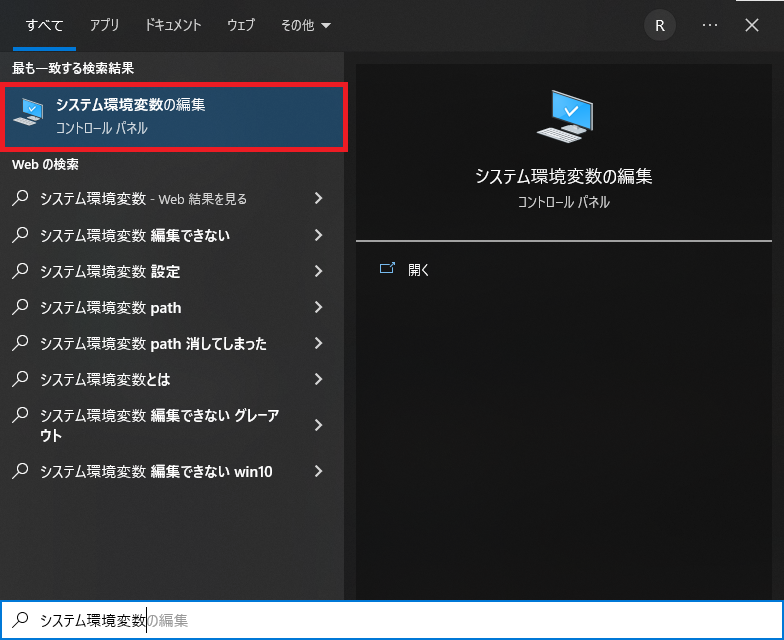 すべて アプリ ドキュメント ウェブ その他 R ...
最も一致する検索結果
システム環境変数の編集
コントロール パネル
Web の検索
システム環境変数 - Web 結果を見る
システム環境変数 編集できない
システム環境変数 設定
システム環境変数 path
システム環境変数 path 消してしまった
システム環境変数とは
システム環境変数 編集できない グレーア
ウト
システム環境変数 編集できない win10
システム環境変数の編集
コントロール パネル
開く
システム環境変数の編集